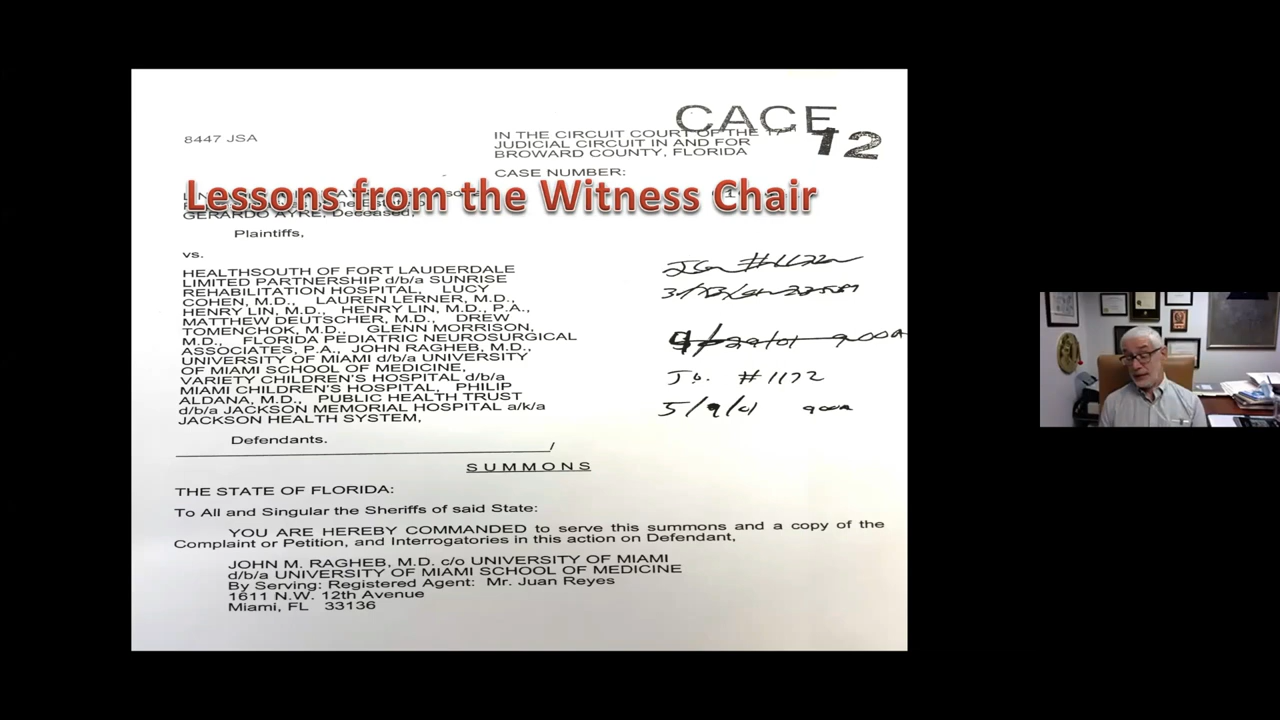 CACE
12
8447 JSA
IN THE CIRCUIT COURT OF THE 17
JUDICIAL CIRCUIT IN AND FOR
BROWARD COUNTY, FLORIDA
CASE NUMBER:
Lessons from the Witness Chair
GERARDO AYRE, Deceased,
Plaintiffs,
vs.
HEALTHSOUTH OF FORT LAUDERDALE
LIMITED PARTNERSHIP d/b/a SUNRISE
REHABILITATION HOSPITAL, LUCY
COHEN, M.D., LAUREN LERNER, M.D.,
HENRY LIN, M.D., HENRY LIN, M.D., P.A.,
MATTHEW DEUTSCHER, M.D., DREW
TOMENCHOK, M.D., GLENN MORRISON,
M.D., FLORIDA PEDIATRIC NEUROSURGICAL
ASSOCIATES, P.A., JOHN RAGHEB, M.D.,
UNIVERSITY OF MIAMI d/b/a UNIVERSITY
OF MIAMI SCHOOL OF MEDICINE,
VARIETY CHILDREN'S HOSPITAL d/b/a
MIAMI CHILDREN'S HOSPITAL, PHILIP
ALDANA, M.D., PUBLIC HEALTH TRUST
d/b/a JACKSON MEMORIAL HOSPITAL a/k/a
JACKSON HEALTH SYSTEM,
Defendants.
#1172
5/9/01
SUMMONS
THE STATE OF FLORIDA:
To All and Singular the Sheriffs of said State:
YOU ARE HEREBY COMMANDED to serve this summons and a copy of the
Complaint or Petition, and Interrogatories in this action on Defendant,
JOHN M. RAGHEB, M.D. c/o UNIVERSITY OF MIAMI
d/b/a UNIVERSITY OF MIAMI SCHOOL OF MEDICINE
By Serving: Registered Agent: Mr. Juan Reyes
1611 N.W. 12th Avenue
Miami, FL 33136